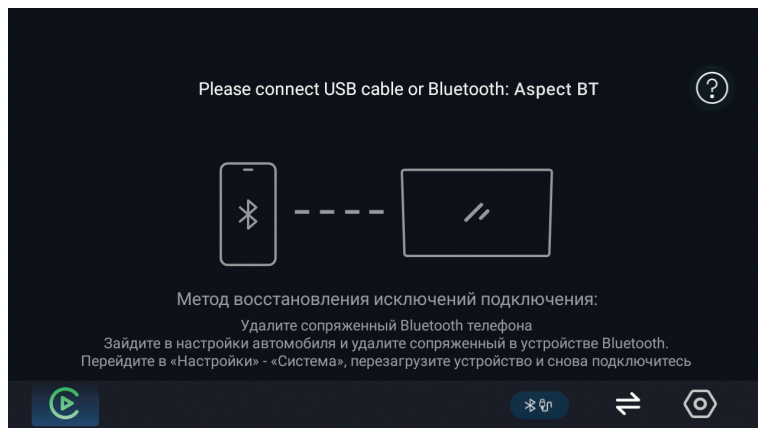 Please connect USB cable or Bluetooth: Aspect BT
?
Метод восстановления исключений подключения:
Удалите сопряженный Bluetooth телефона
Зайдите в настройки автомобиля и удалите сопряженный в устройстве Bluetooth.
Перейдите в «Настройки» - «Система», перезагрузите устройство и снова подключитесь